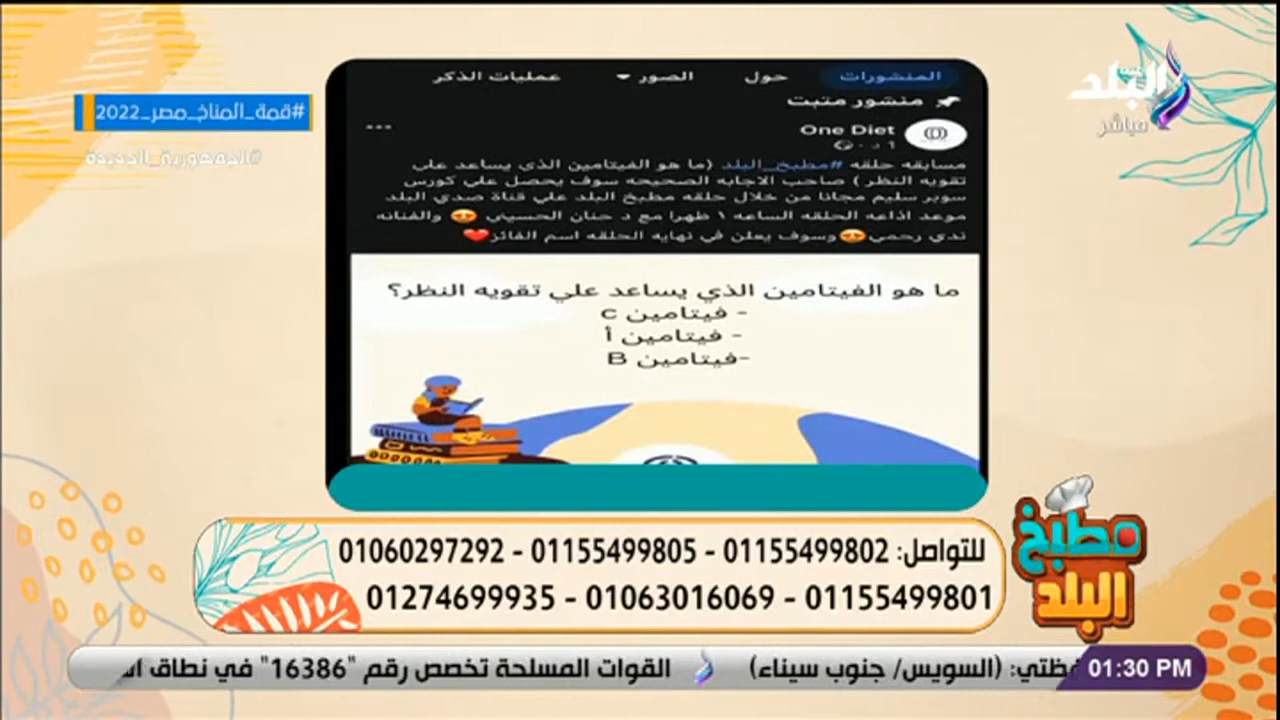 #قمة_المناخ_مصر_2022
#الجمهورية_الجديدة
البلد
مباشر
المنشورات حول الصور عمليات الذكر
منشور مثبت
One Diet
١ د
مسابقه حلقه #مطبخ_البلد (ما هو الفيتامين الذى يساعد علي
تقويه النظر ) صاحب الاجابه الصحيحه سوف يحصل علي كورس
سوبر سليم مجانا من خلال حلقه مطبخ البلد علي قناة صدي البلد
موعد اذاعه الحلقه الساعه ١ ظهرا مع د حنان الحسيني 🤩 والفنانه
ندي رحمي🤩وسوف يعلن في نهايه الحلقه اسم الفائز❤️
ما هو الفيتامين الذي يساعد علي تقويه النظر؟
- فيتامين c
- فيتامين أ
-فيتامين B
للتواصل: 01155499802 - 01155499805 - 01060297292
01155499801 - 01063016069 - 01274699935
مطبخ
البلد
01:30 PM
(السويس/ جنوب سيناء) القوات المسلحة تخصص رقم "16386" في نطاق